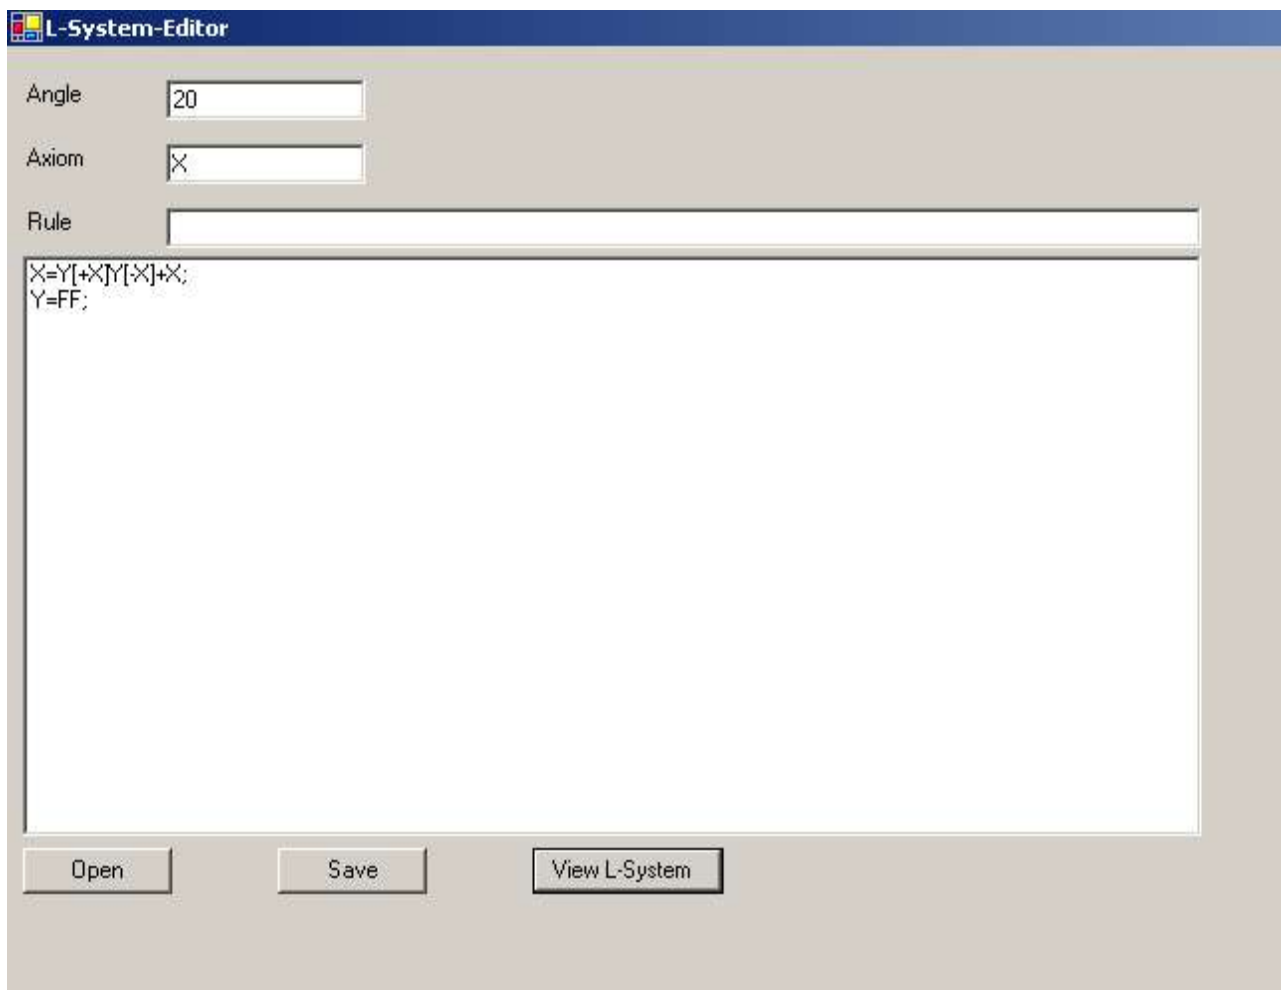 L-System-Editor
Angle 20
Axiom X
Rule
X=Y[+X]Y[-X]+X;
Y=FF;
Open Save View L-System